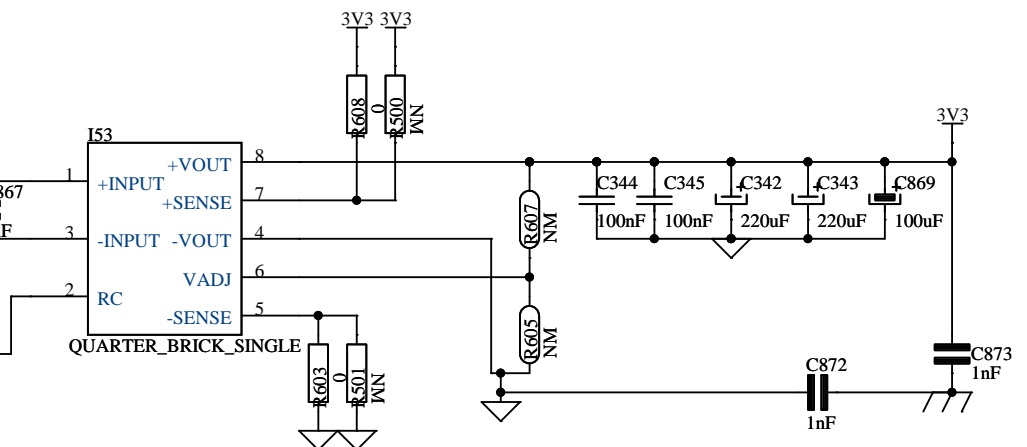 3V3 3V3
R608
0
R500
NM
3V3
I53
+VOUT 8
1 +INPUT
+SENSE 7
867
F
3 -INPUT -VOUT 4
VADJ 6
2 RC
-SENSE 5
QUARTER_BRICK_SINGLE
R607
NM
R605
NM
C344
100nF
C345
100nF
+C342
220uF
+C343
220uF
+C869
100uF
R603
0
R501
NM
C872
1nF
C873
1nF